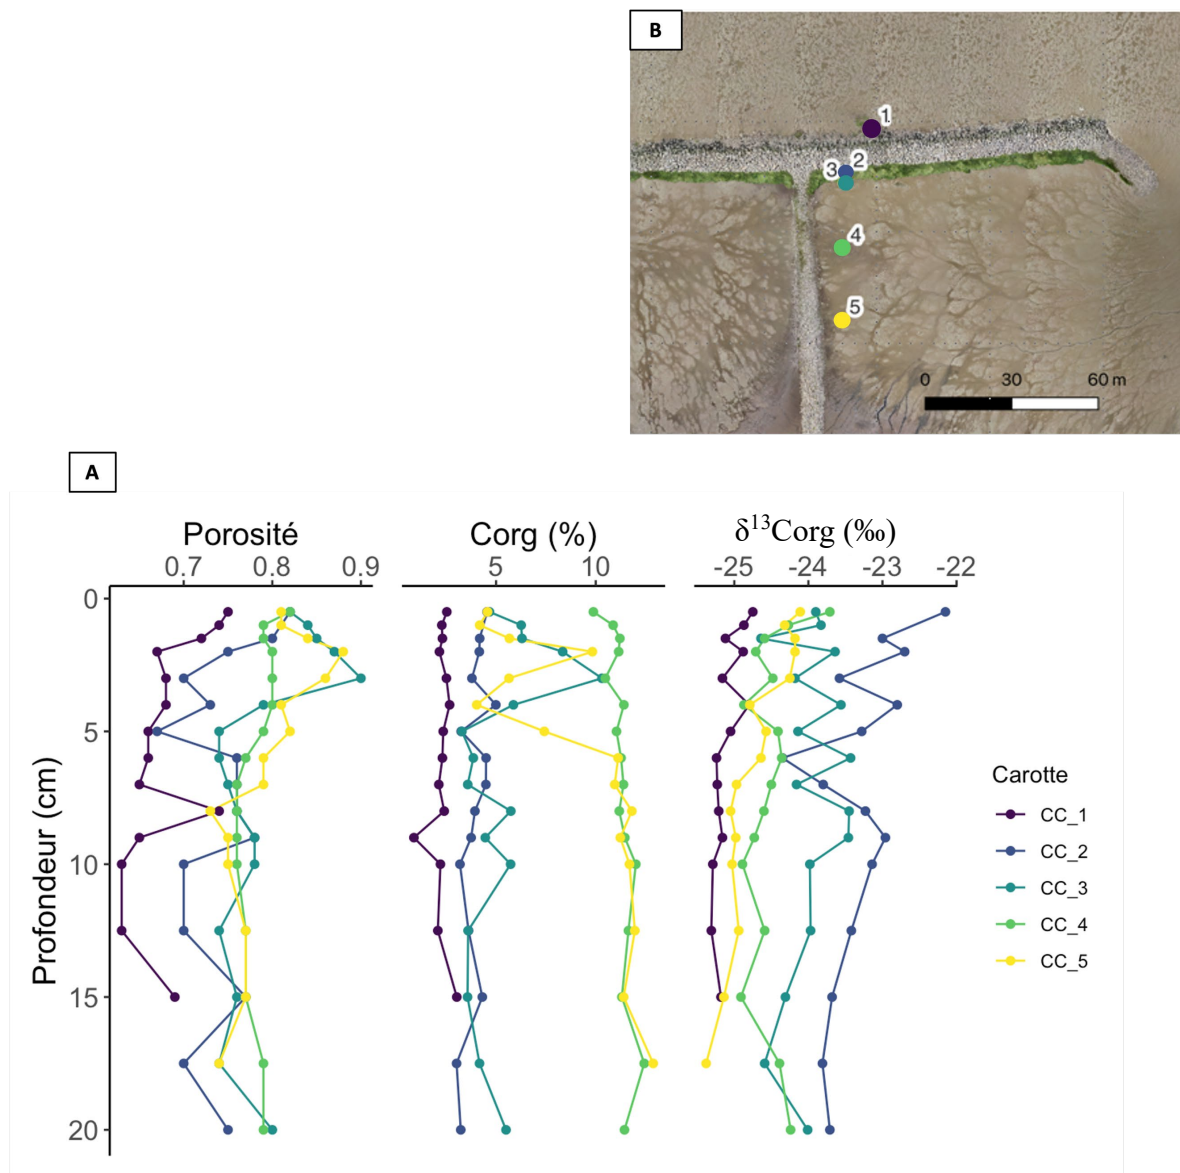 B
1
2
3
4
5
0 30 60 m
A
Porosité Corg (%) δ¹³Corg (‰)
0.7 0.8 0.9 5 10 -25 -24 -23 -22
0
5
10
15
20
Profondeur (cm)
Carotte
CC_1
CC_2
CC_3
CC_4
CC_5